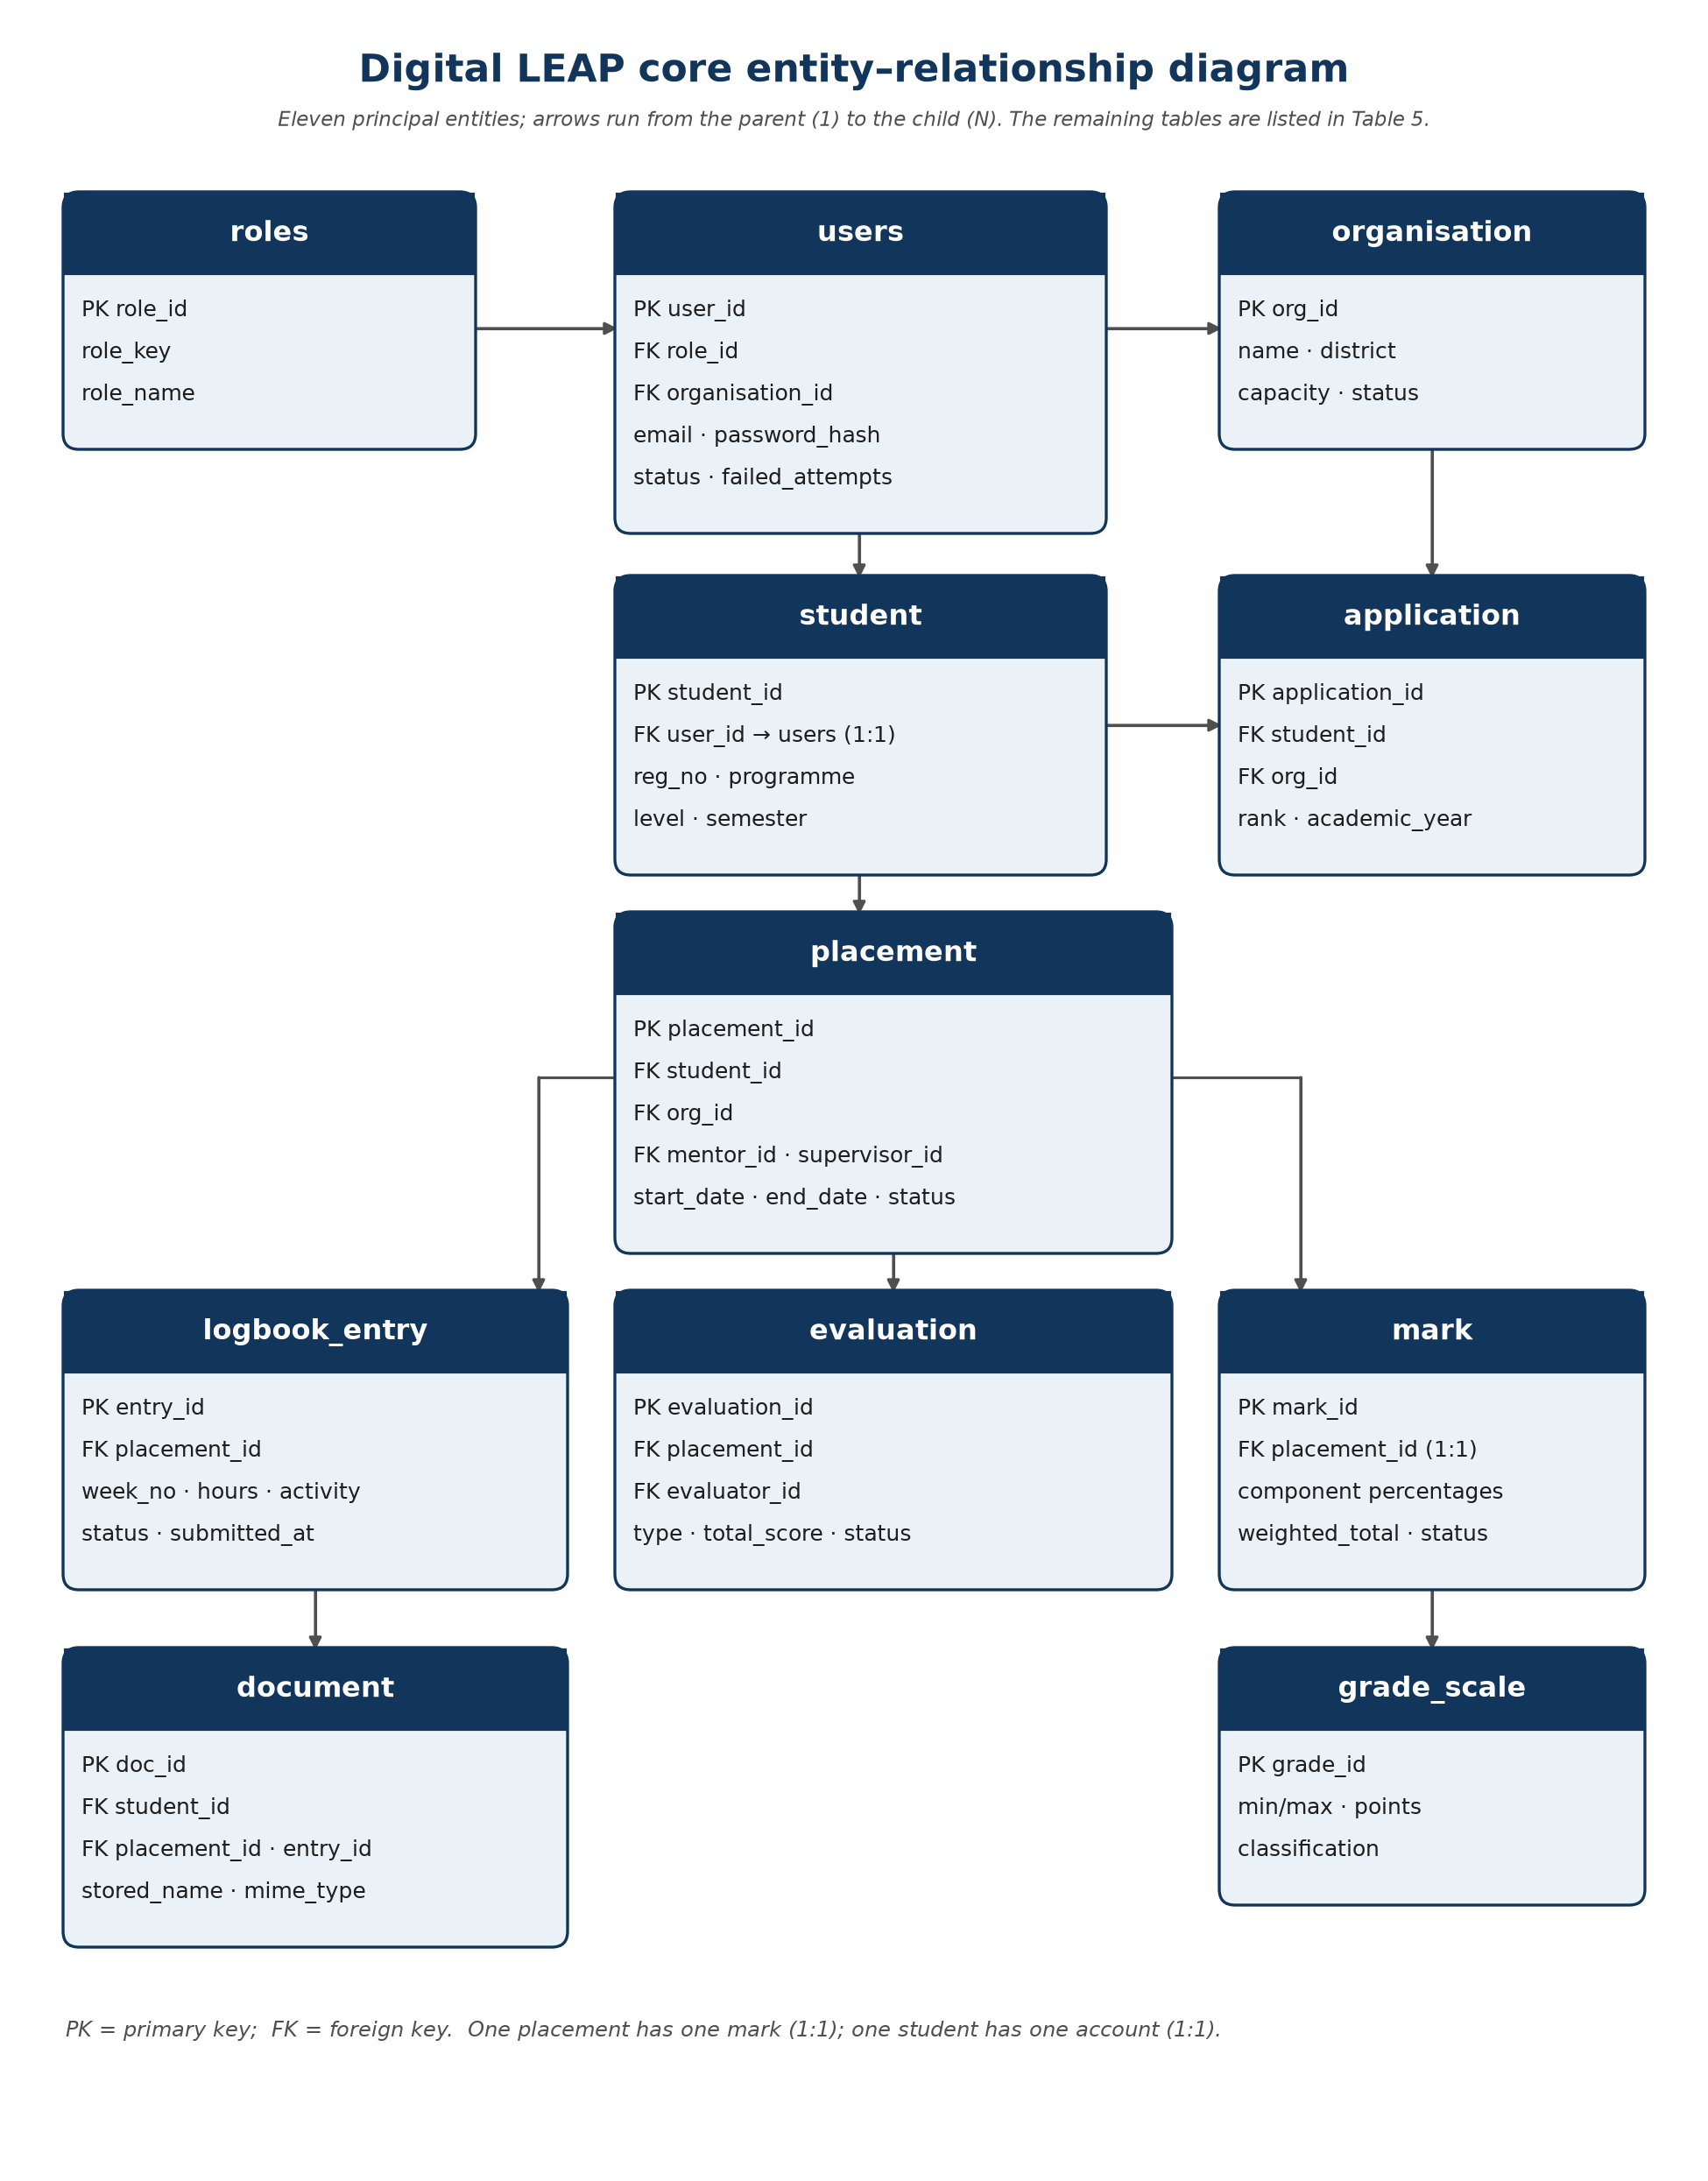 Digital LEAP core entity–relationship diagram
Eleven principal entities; arrows run from the parent (1) to the child (N). The remaining tables are listed in Table 5.
roles
PK role_id
role_key
role_name
users
PK user_id
FK role_id
FK organisation_id
email · password_hash
status · failed_attempts
organisation
PK org_id
name · district
capacity · status
student
PK student_id
FK user_id → users (1:1)
reg_no · programme
level · semester
application
PK application_id
FK student_id
FK org_id
rank · academic_year
placement
PK placement_id
FK student_id
FK org_id
FK mentor_id · supervisor_id
start_date · end_date · status
logbook_entry
PK entry_id
FK placement_id
week_no · hours · activity
status · submitted_at
evaluation
PK evaluation_id
FK placement_id
FK evaluator_id
type · total_score · status
mark
PK mark_id
FK placement_id (1:1)
component percentages
weighted_total · status
document
PK doc_id
FK student_id
FK placement_id · entry_id
stored_name · mime_type
grade_scale
PK grade_id
min/max · points
classification
PK = primary key;  FK = foreign key.  One placement has one mark (1:1); one student has one account (1:1).